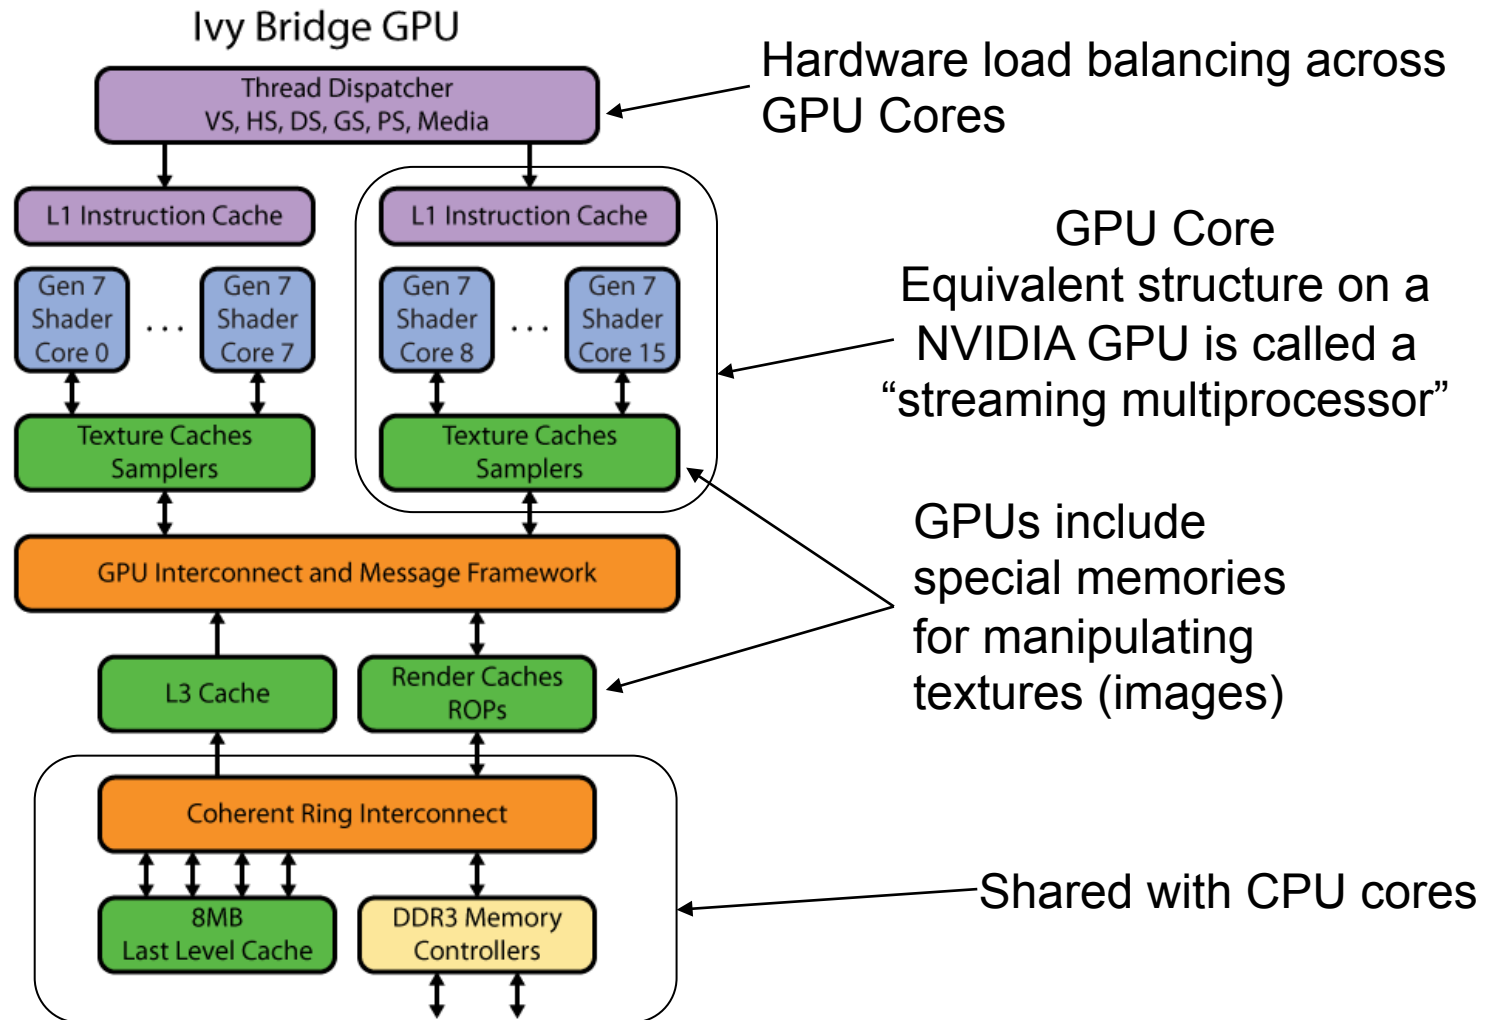 Ivy Bridge GPU
Thread Dispatcher
VS, HS, DS, GS, PS, Media
Hardware load balancing across
GPU Cores
L1 Instruction Cache
L1 Instruction Cache
Gen 7
Shader
Core 0
. . .
Gen 7
Shader
Core 7
Gen 7
Shader
Core 8
. . .
Gen 7
Shader
Core 15
GPU Core
Equivalent structure on a
NVIDIA GPU is called a
“streaming multiprocessor”
Texture Caches
Samplers
Texture Caches
Samplers
GPUs include
special memories
for manipulating
textures (images)
GPU Interconnect and Message Framework
L3 Cache
Render Caches
ROPs
Coherent Ring Interconnect
8MB
Last Level Cache
DDR3 Memory
Controllers
Shared with CPU cores